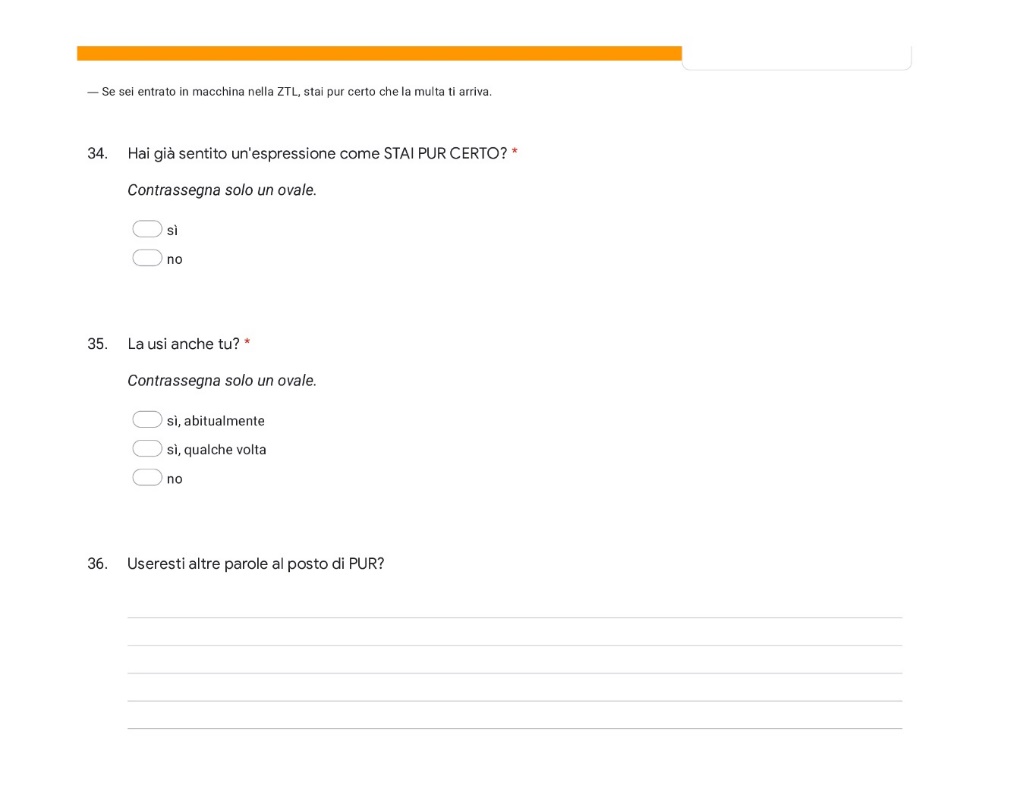 — Se sei entrato in macchina nella ZTL, stai pur certo che la multa ti arriva.
34. Hai già sentito un'espressione come STAI PUR CERTO? *
Contrassegna solo un ovale.
sì
no
35. La usi anche tu? *
Contrassegna solo un ovale.
sì, abitualmente
sì, qualche volta
no
36. Useresti altre parole al posto di PUR?